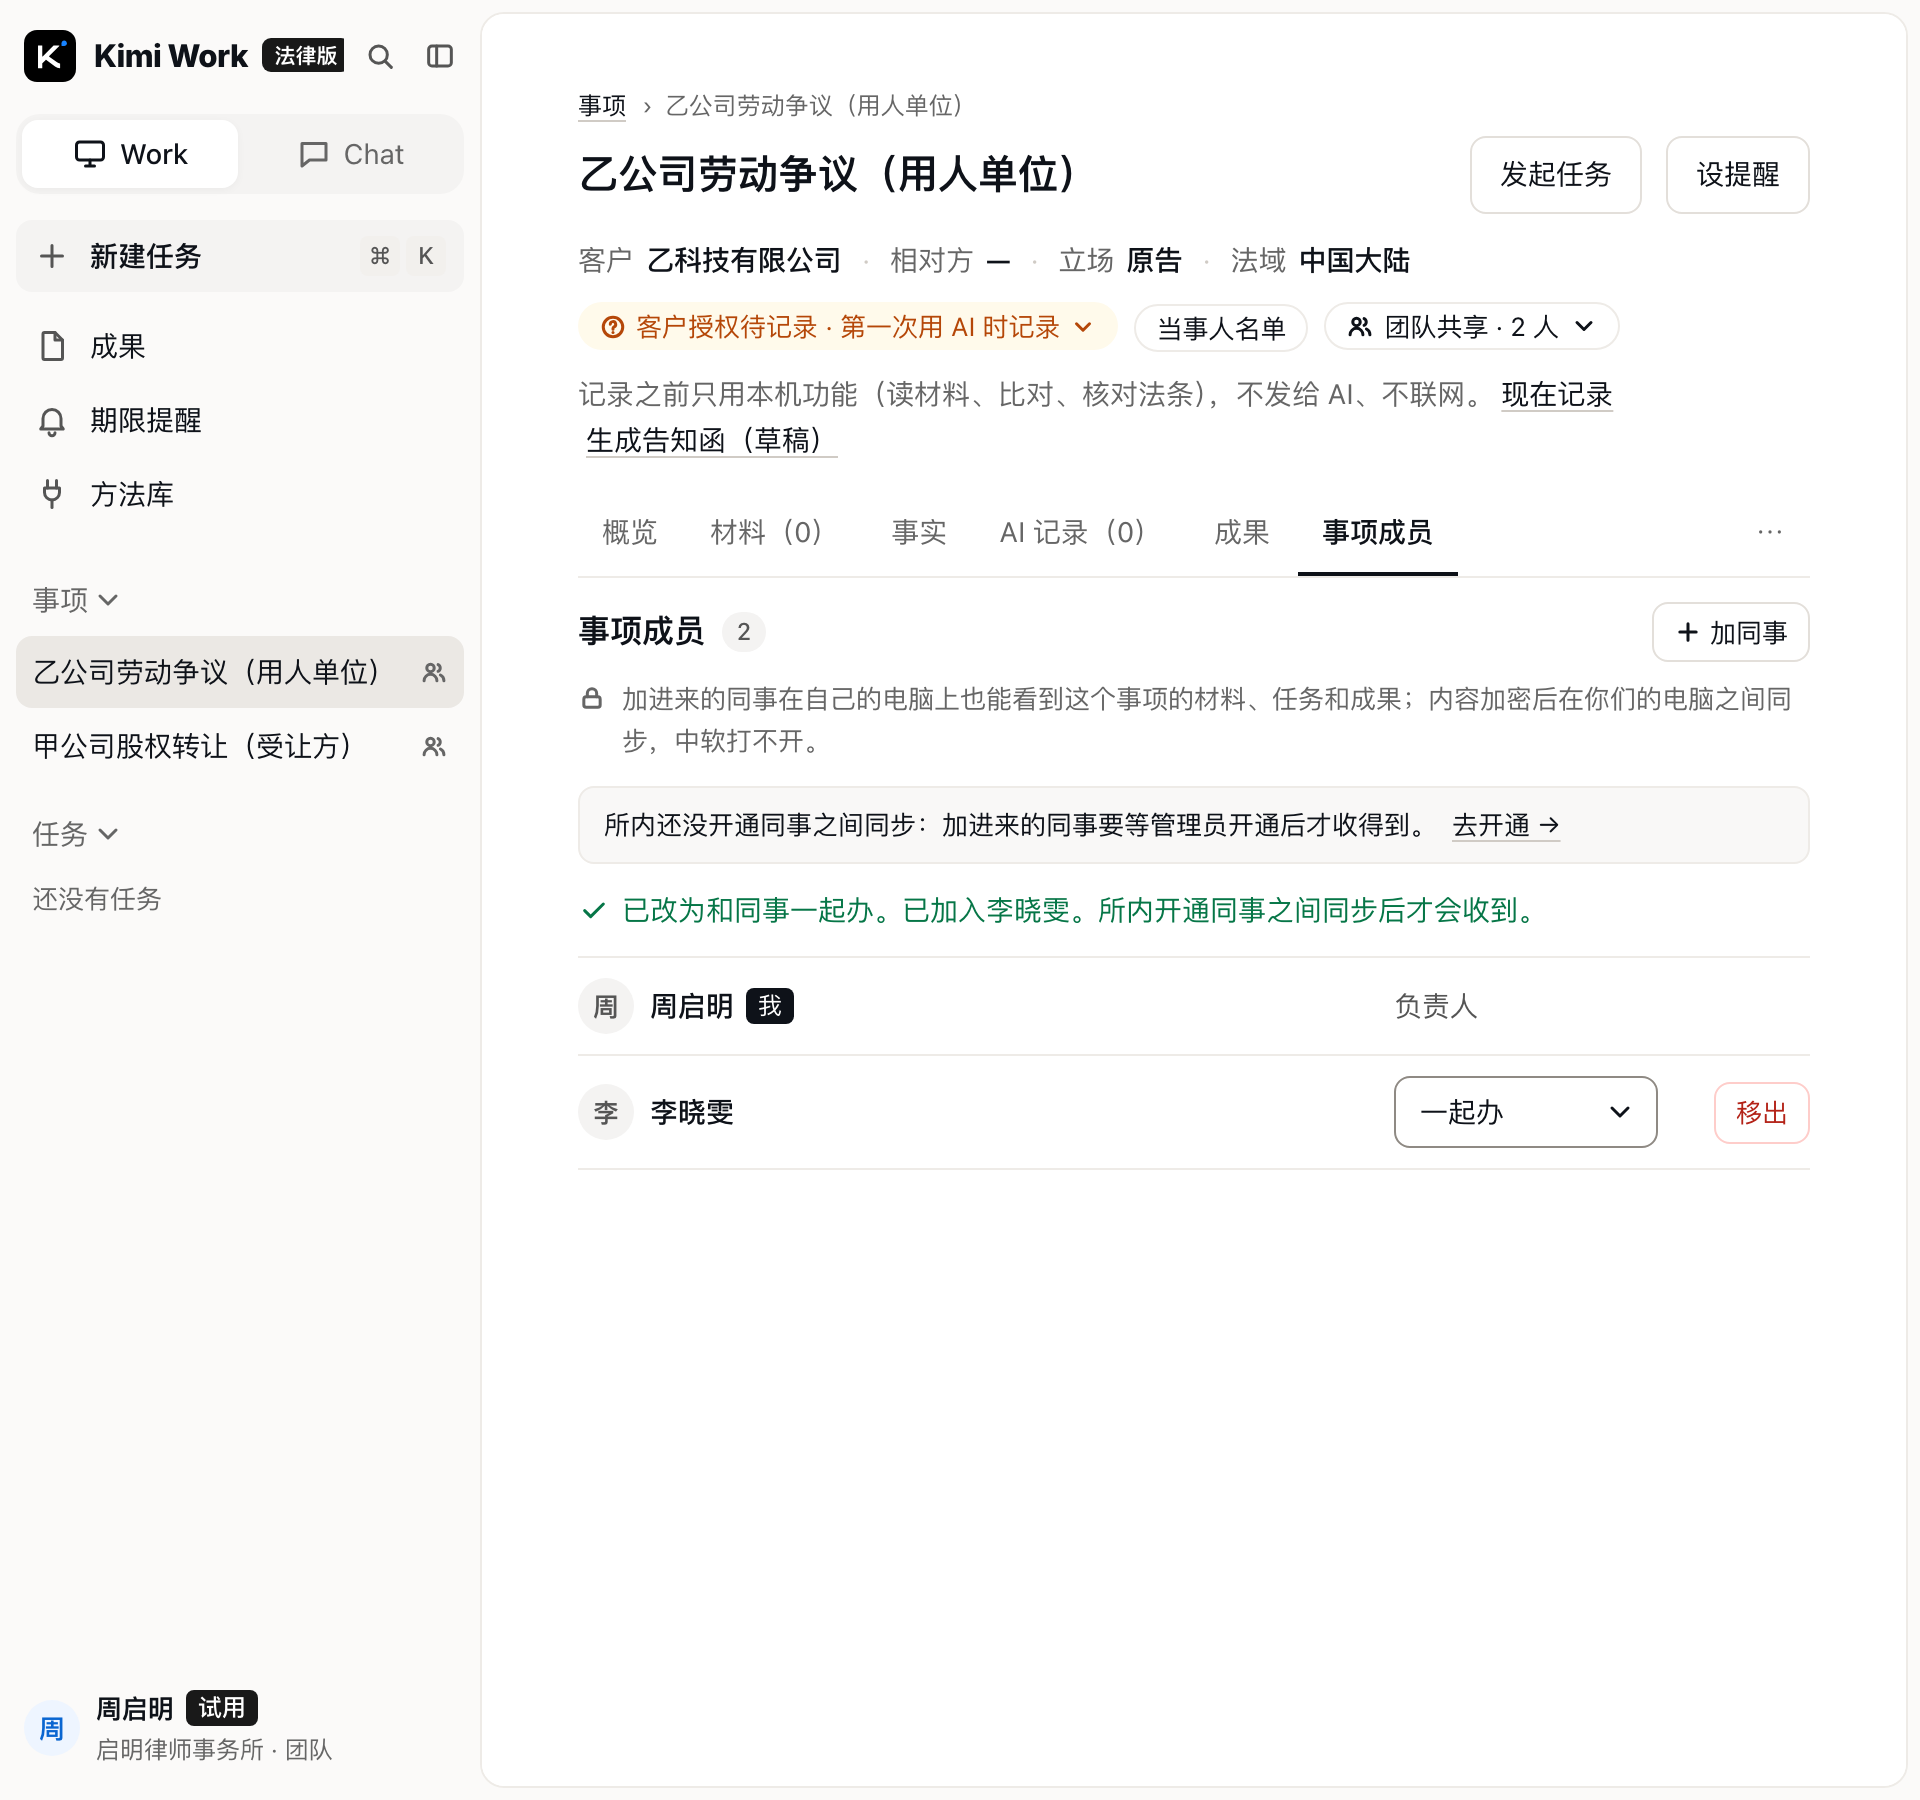 Kimi Work 法律版
Work
Chat
新建任务 ⌘ K
成果
期限提醒
方法库
事项
乙公司劳动争议（用人单位）
甲公司股权转让（受让方）
任务
还没有任务
周 周启明 试用
启明律师事务所 · 团队
事项 › 乙公司劳动争议（用人单位）
乙公司劳动争议（用人单位）
发起任务
设提醒
客户 乙科技有限公司 · 相对方 — · 立场 原告 · 法域 中国大陆
客户授权待记录 · 第一次用 AI 时记录
当事人名单
团队共享 · 2 人
记录之前只用本机功能（读材料、比对、核对法条），不发给 AI、不联网。 现在记录
生成告知函（草稿）
概览 材料（0） 事实 AI 记录（0） 成果 事项成员 ···
事项成员 2
+ 加同事
加进来的同事在自己的电脑上也能看到这个事项的材料、任务和成果；内容加密后在你们的电脑之间同
步，中软打不开。
所内还没开通同事之间同步：加进来的同事要等管理员开通后才收得到。 去开通 →
已改为和同事一起办。已加入李晓雯。所内开通同事之间同步后才会收到。
周 周启明 我 负责人
李 李晓雯 一起办 移出